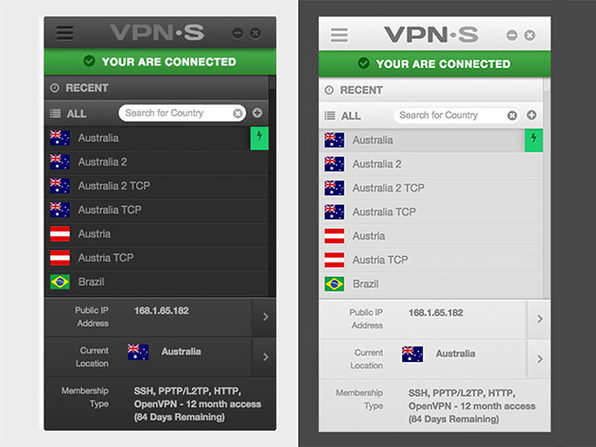 VPN•S
YOUR ARE CONNECTED
RECENT
ALL
Search for Country
Australia
Australia 2
Australia 2 TCP
Australia TCP
Austria
Austria TCP
Brazil
Public IP
Address
168.1.65.182
Current
Location
Australia
Membership
Type
SSH, PPTP/L2TP, HTTP,
OpenVPN - 12 month access
(84 Days Remaining)
VPN•S
YOUR ARE CONNECTED
RECENT
ALL
Search for Country
Australia
Australia 2
Australia 2 TCP
Australia TCP
Austria
Austria TCP
Brazil
Public IP
Address
168.1.65.182
Current
Location
Australia
Membership
Type
SSH, PPTP/L2TP, HTTP,
OpenVPN - 12 month access
(84 Days Remaining)